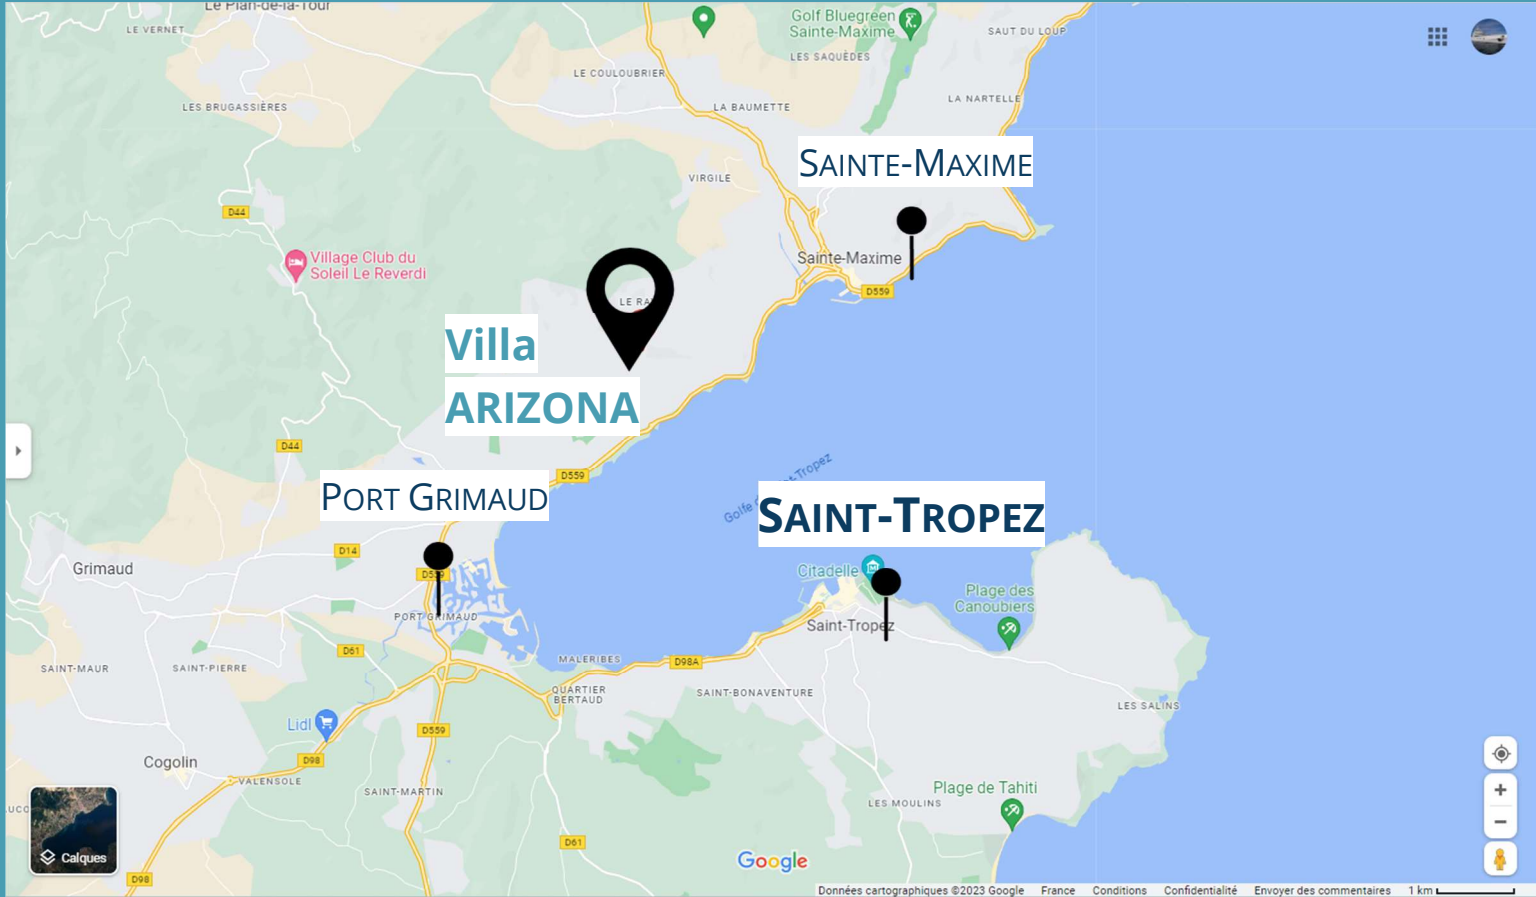 Le Plan-de-la-Tour
LE VERNET
Golf Bluegreen
Sainte-Maxime
SAUT DU LOUP
LES SAQUÈDES
LE COULOUBRIER
LES BRUGASSIÈRES
LA BAUMETTE
LA NARTELLE
SAINTE-MAXIME
VIRGILE
D44
Village Club du
Soleil Le Reverdi
Sainte-Maxime
D559
LE RA
Villa
ARIZONA
D44
D559
Golfe
t-Tropez
PORT GRIMAUD
SAINT-TROPEZ
D14
Grimaud
D559
Citadelle
Plage des
Canoubiers
PORT GRIMAUD
Saint-Tropez
D61
MALERIBES
D98A
SAINT-MAUR
SAINT-PIERRE
QUARTIER
BERTAUD
SAINT-BONAVENTURE
LES SALINS
Lidl
D559
D98
Cogolin
VALENSOLE
SAINT-MARTIN
Plage de Tahiti
LES MOULINS
D61
Calques
D98
Google
Données cartographiques ©2023 Google France Conditions Confidentialité Envoyer des commentaires 1 km